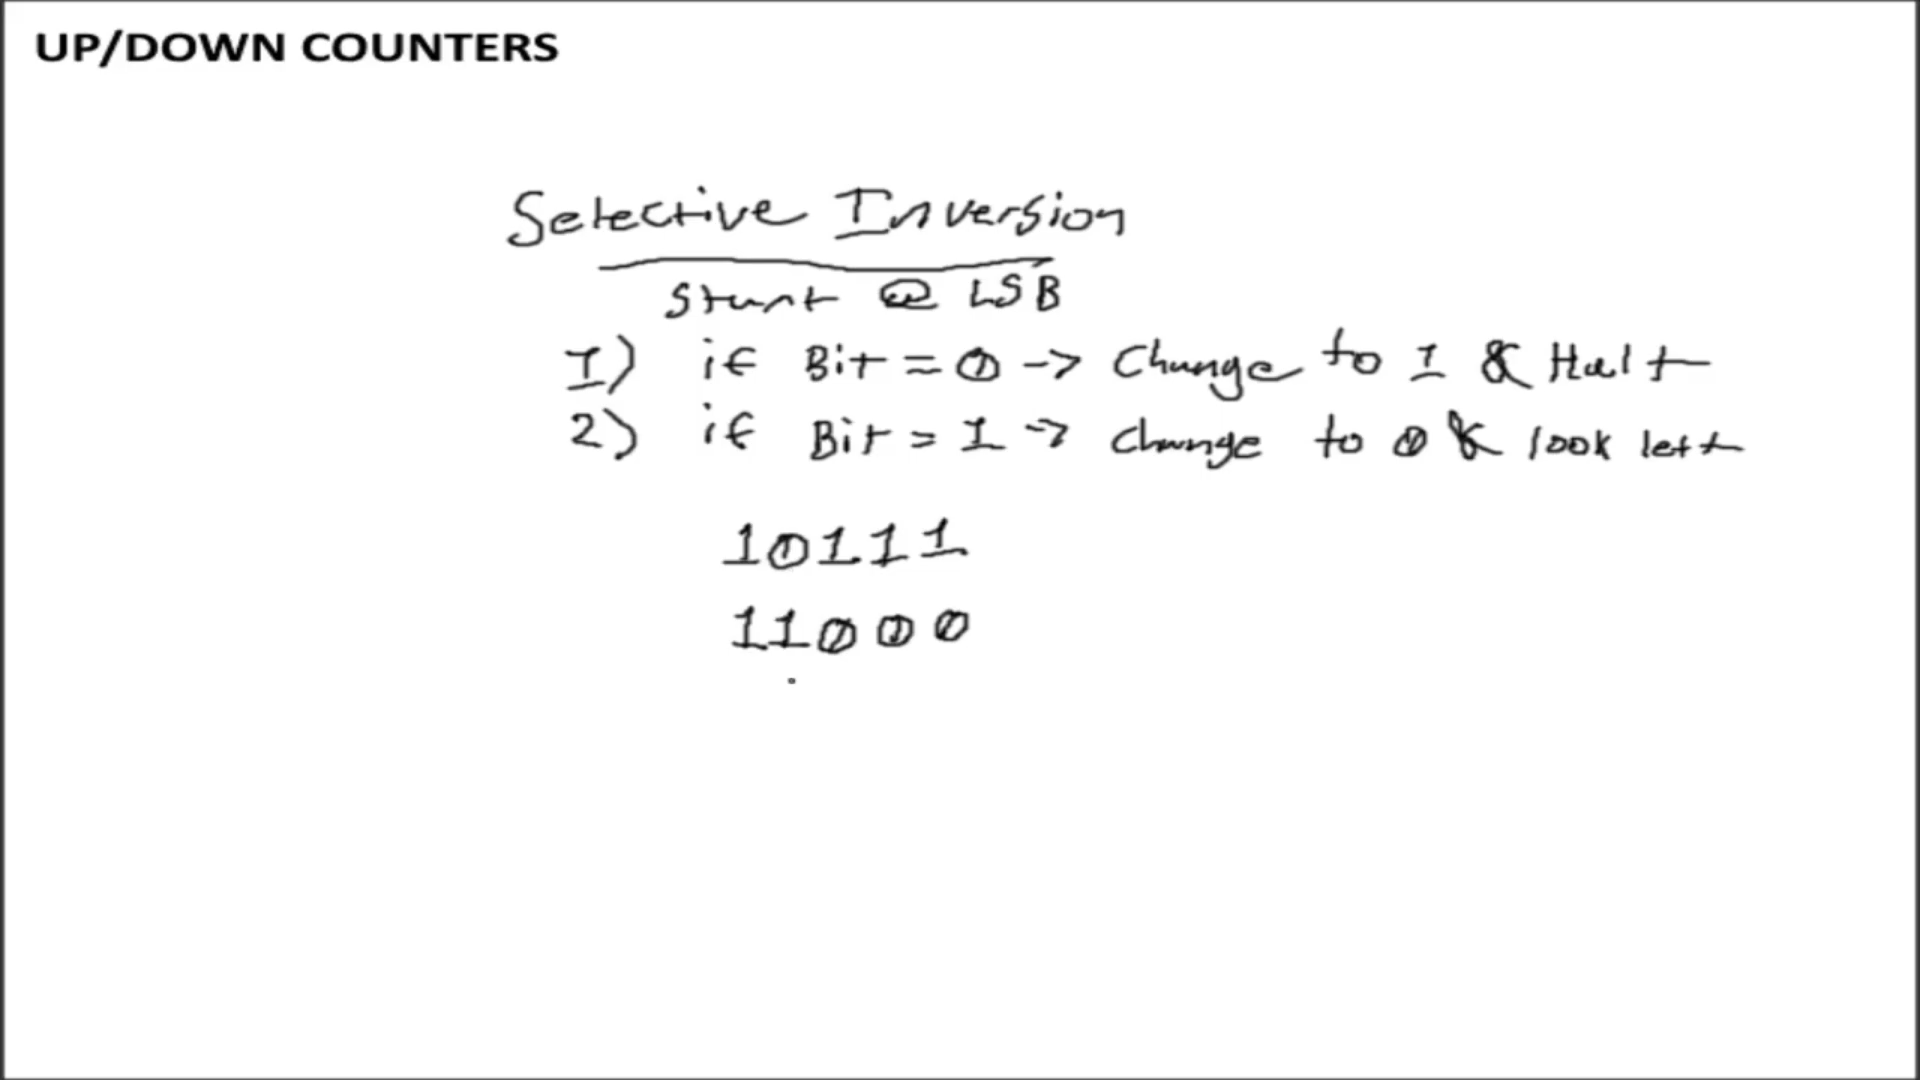 UP/DOWN COUNTERS
Selective Inversion
Start @ LSB
1) if Bit = 0 -> Change to 1 & Halt
2) if Bit = 1 -> Change to 0 & look left
10111
11000